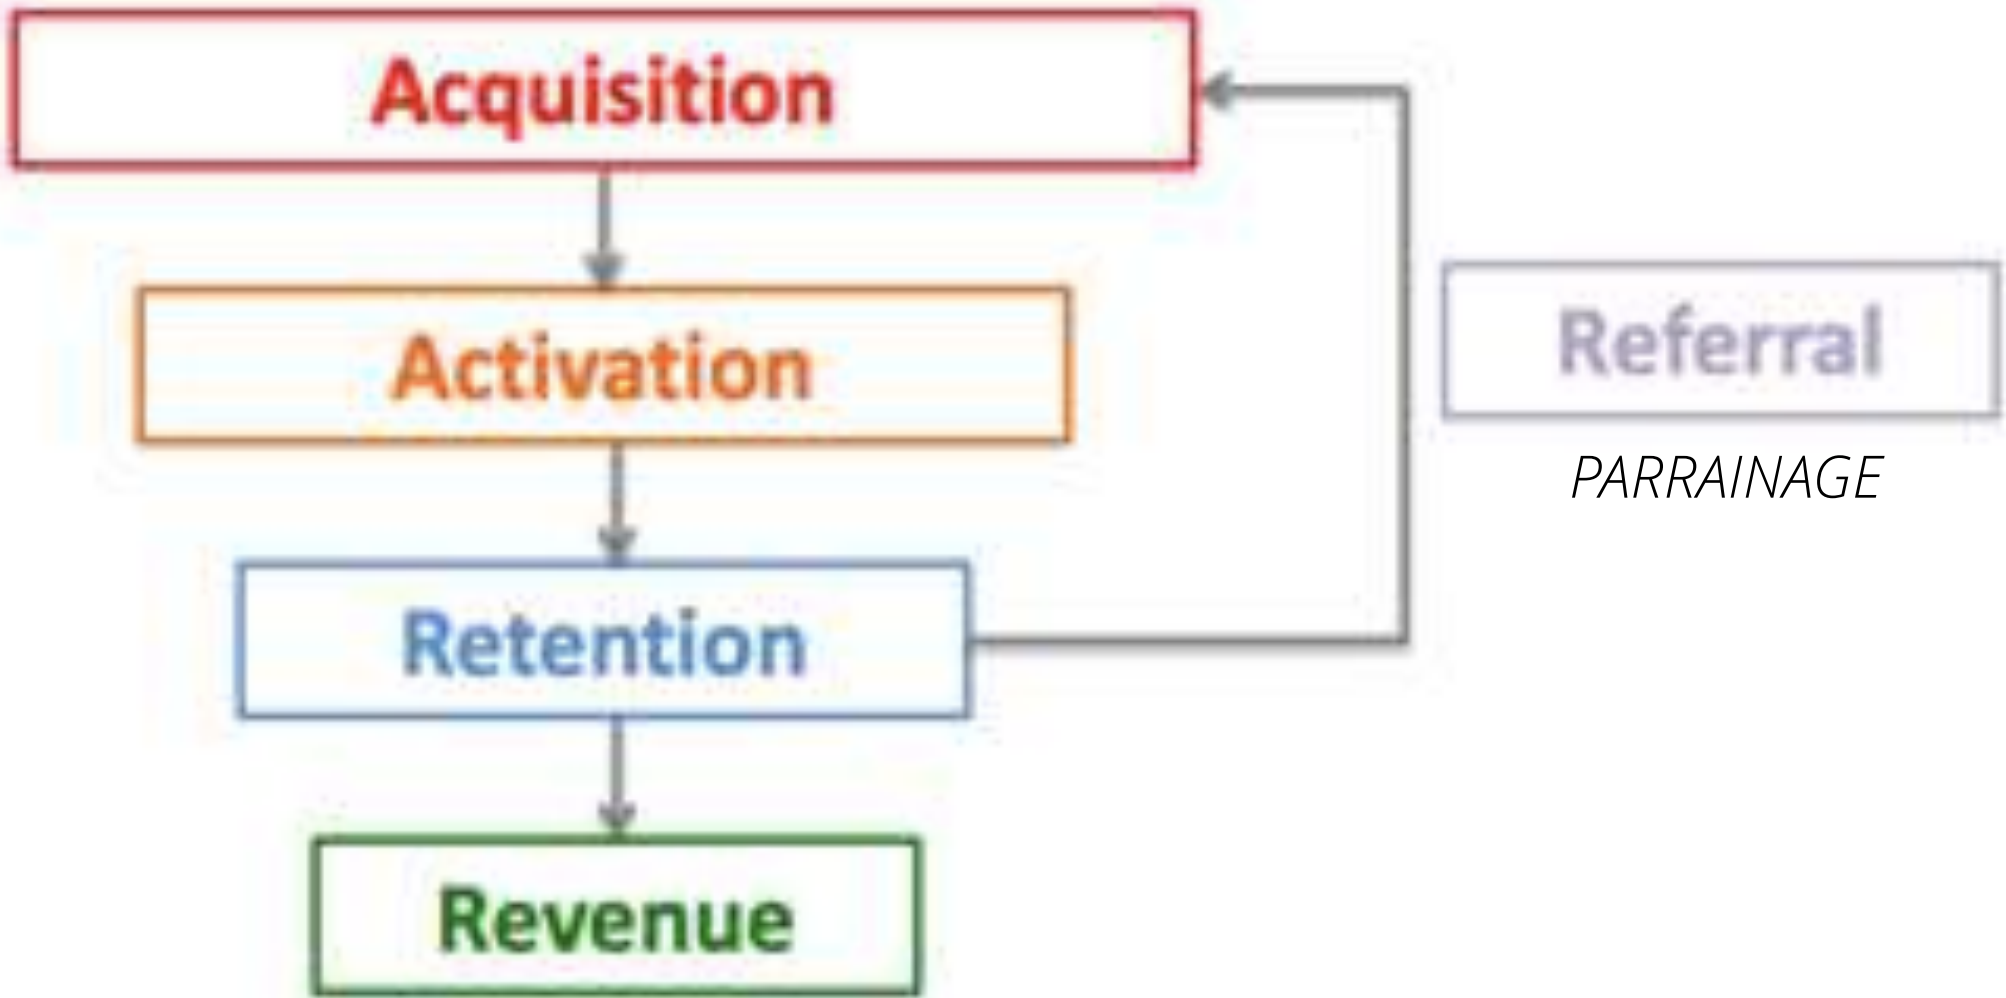 Acquisition
Activation
Referral
PARRAINAGE
Retention
Revenue